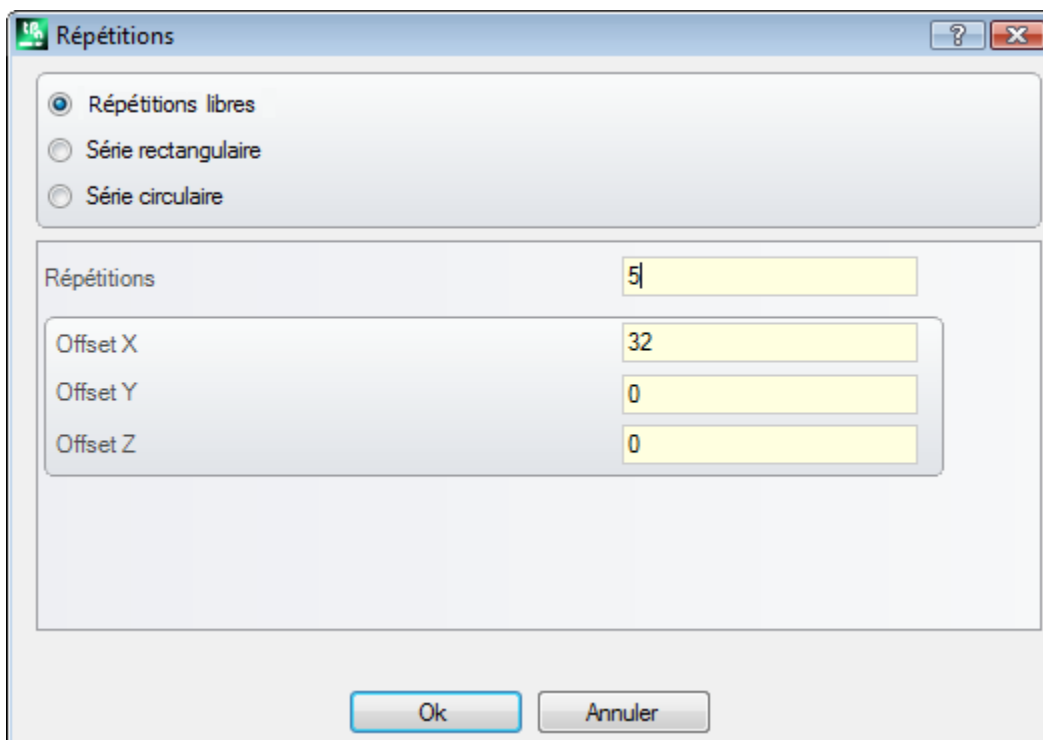 Répétitions
Répétitions libres
Série rectangulaire
Série circulaire
Répétitions 5
Offset X 32
Offset Y 0
Offset Z 0
Ok Annuler